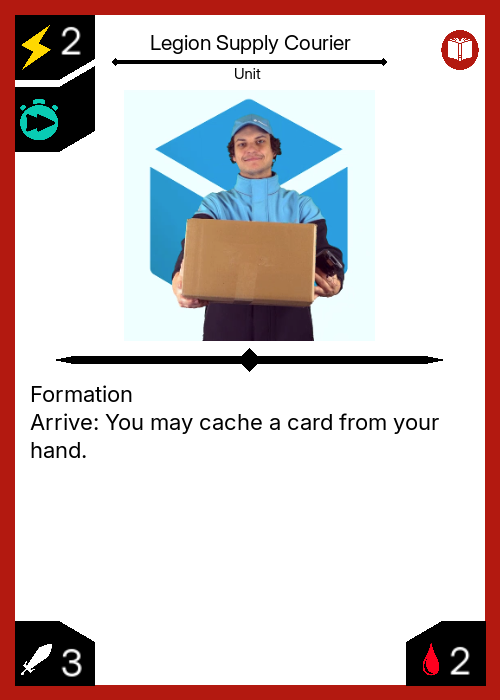 2
Legion Supply Courier
Unit
Formation
Arrive: You may cache a card from your
hand.
3
2